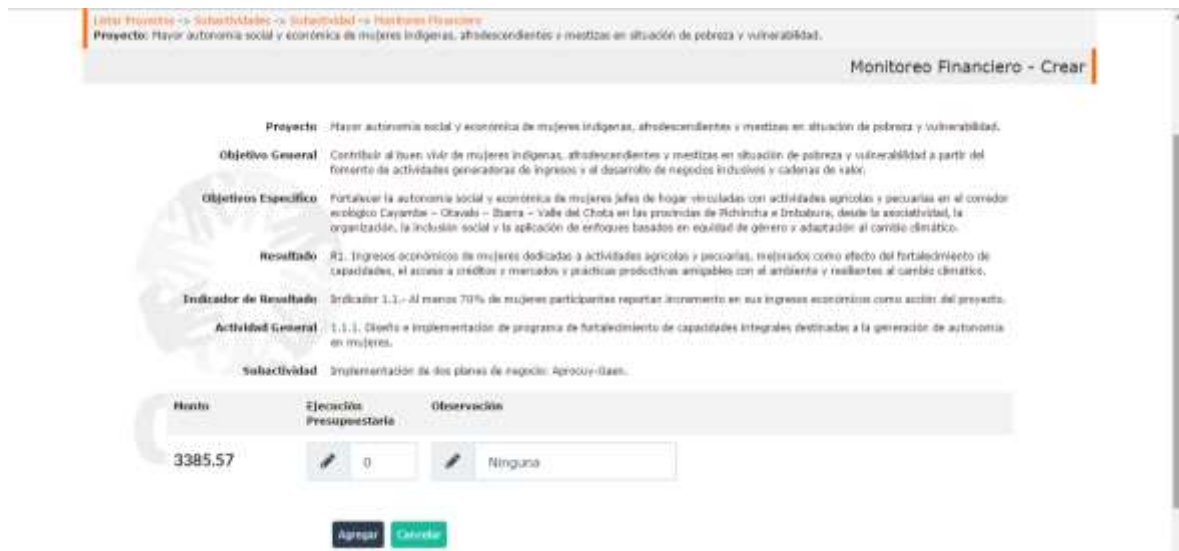 Listar Proyectos -> Subactividades -> Subactividad -> Monitoreo Financiero
Proyecto: Mayor autonomía social y económica de mujeres indígenas, afrodescendientes y mestizas en situación de pobreza y vulnerabilidad.
Monitoreo Financiero - Crear
Proyecto Mayor autonomía social y económica de mujeres indígenas, afrodescendientes y mestizas en situación de pobreza y vulnerabilidad.
Objetivo General Contribuir al buen vivir de mujeres indígenas, afrodescendientes y mestizas en situación de pobreza y vulnerabilidad a partir del
fomento de actividades generadoras de ingresos y el desarrollo de negocios inclusivos y cadenas de valor.
Objetivos Específico Fortalecer la autonomía social y económica de mujeres jefes de hogar vinculadas con actividades agrícolas y pecuarias en el corredor
ecológico Cayambe – Otavalo – Ibarra – Valle del Chota en las provincias de Pichincha e Imbabura, desde la asociatividad, la
organización, la inclusión social y la aplicación de enfoques basados en equidad de género y adaptación al cambio climático.
Resultado R1. Ingresos económicos de mujeres dedicadas a actividades agrícolas y pecuarias, mejorados como efecto del fortalecimiento de
capacidades, el acceso a créditos y mercados y prácticas productivas amigables con el ambiente y resilientes al cambio climático.
Indicador de Resultado Indicador 1.1.- Al menos 70% de mujeres participantes reportan incremento en sus ingresos económicos como acción del proyecto.
Actividad General 1.1.1. Diseño e implementación de programa de fortalecimiento de capacidades integrales destinadas a la generación de autonomía
en mujeres.
Subactividad Implementación de dos planes de negocio: Aprocuy-Gaen.
Monto Ejecución Observación
Presupuestaria
3385.57 0 Ninguna
Agregar Cancelar